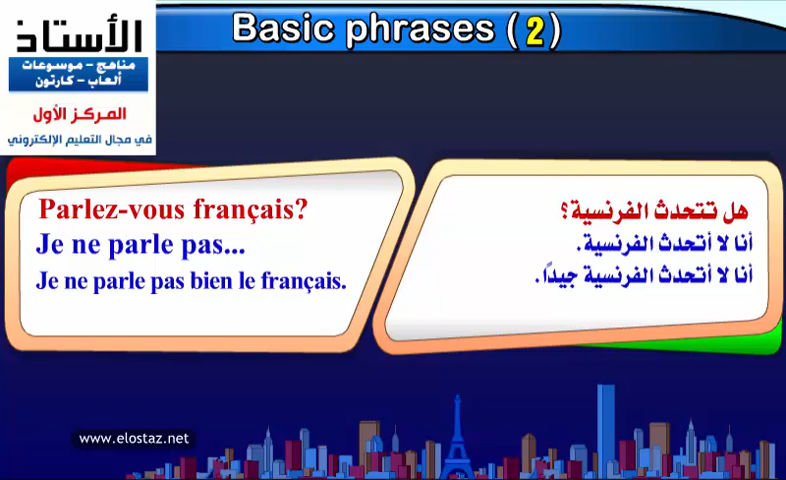 Basic phrases ( 2 )
الأستاذ
مناهج - موسوعات
ألعاب - كارتون
المركز الأول
في مجال التعليم الإلكتروني
Parlez-vous français?
Je ne parle pas...
Je ne parle pas bien le français.
هل تتحدث الفرنسية؟
أنا لا أتحدث الفرنسية.
أنا لا أتحدث الفرنسية جيدًا.
www.elostaz.net